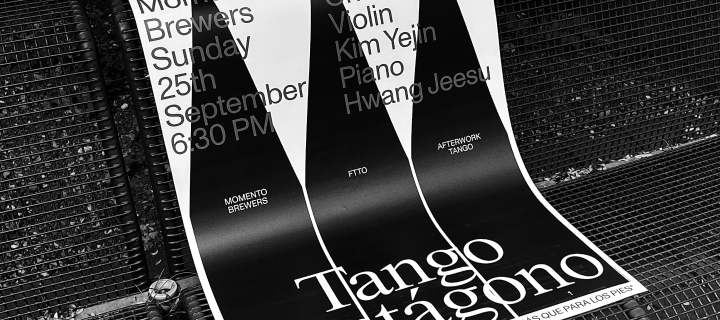 Brewers
Sunday
25th
September
6:30 PM
Violin
Kim Yejin
Piano
Hwang Jeesu
MOMENTO
BREWERS
FTTO
AFTERWORK
TANGO
Tango
tágono
QUE PARA LOS PIES"